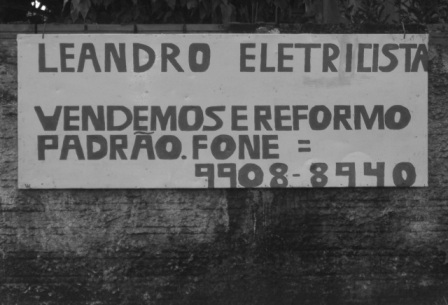 LEANDRO ELETRICISTA
VENDEMOS E REFORMO
PADRÃO. FONE =
9908-8940